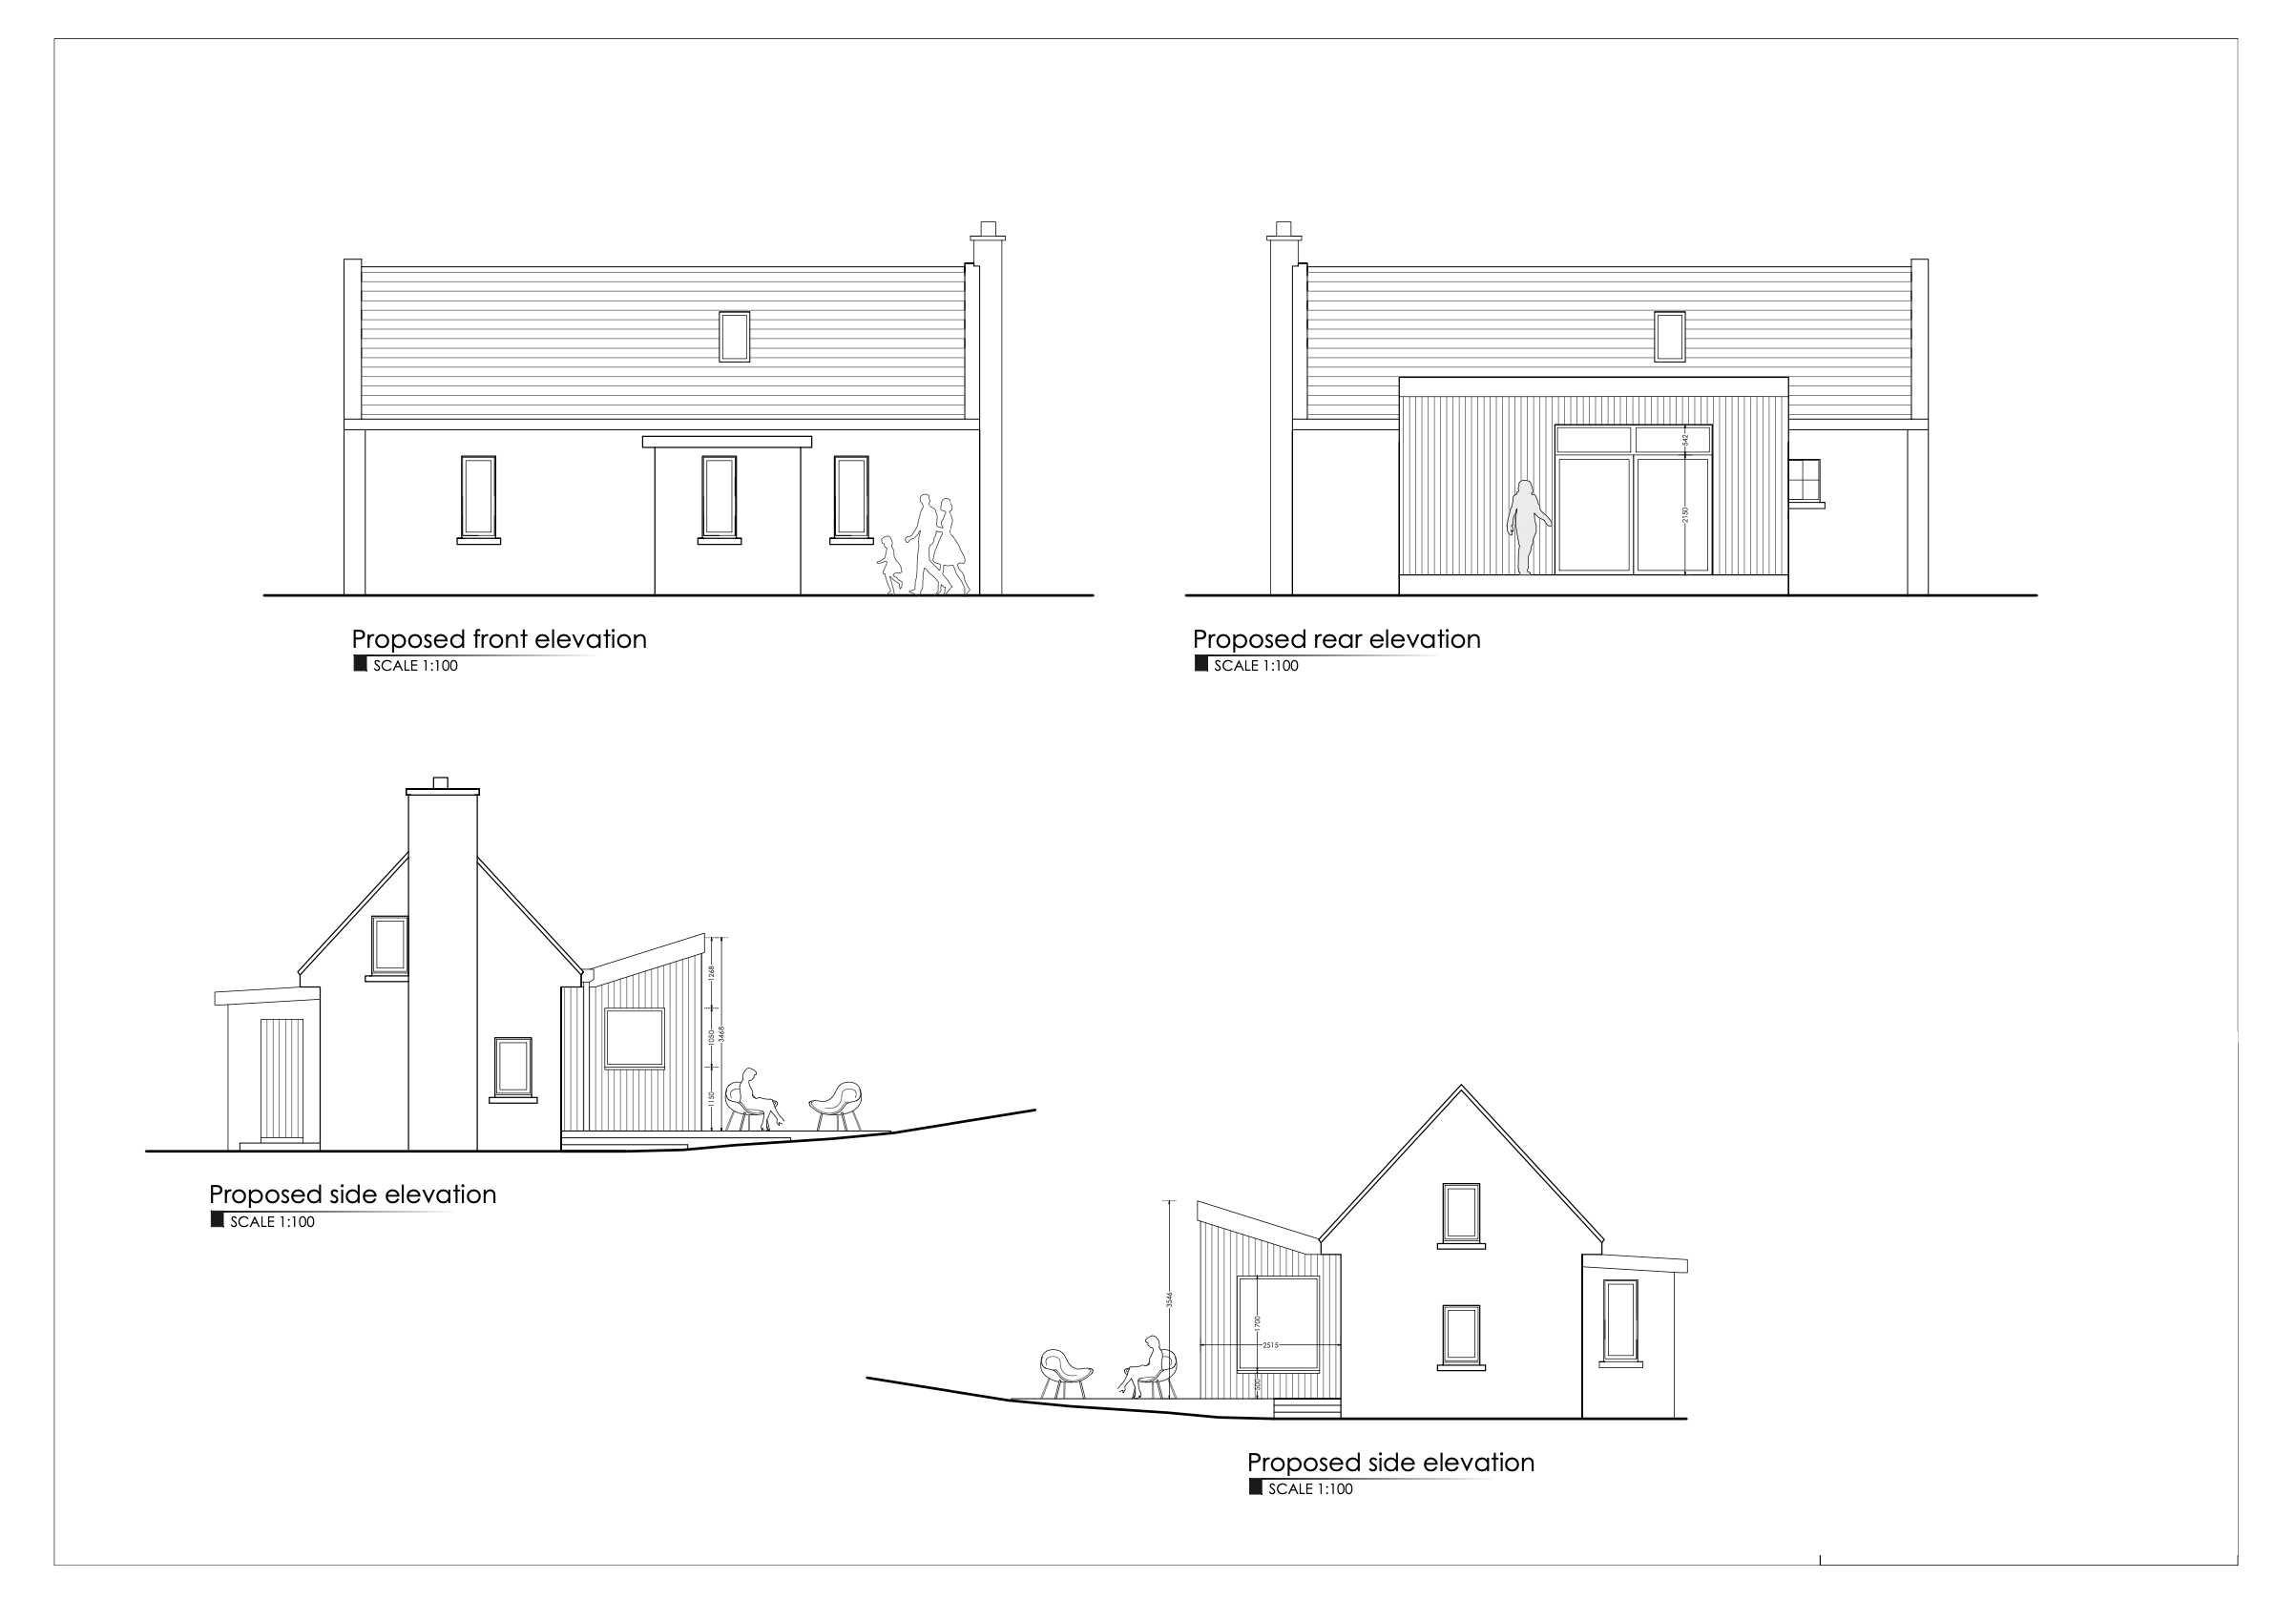 542
2150
Proposed front elevation
SCALE 1:100
Proposed rear elevation
SCALE 1:100
1268
1050
3468
1150
Proposed side elevation
SCALE 1:100
3546
1700
2515
500
Proposed side elevation
SCALE 1:100